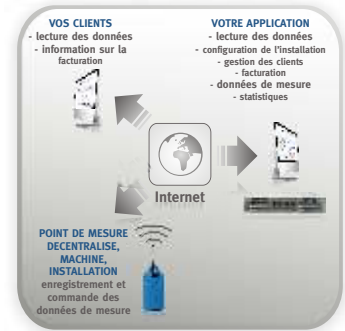 VOS CLIENTS
- lecture des données
- information sur la
facturation
VOTRE APPLICATION
- lecture des données
- configuration de l'installation
- gestion des clients
- facturation
- données de mesure
- statistiques
Internet
POINT DE MESURE
DECENTRALISE,
MACHINE,
INSTALLATION
enregistrement et
commande des
données de mesure